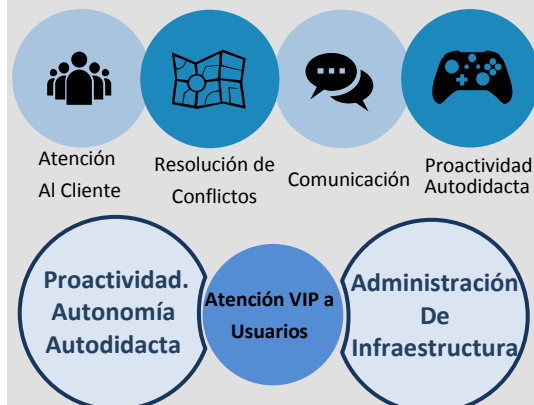 Atención
Al Cliente
Resolución de
Conflictos
Comunicación
Proactividad
Autodidacta
Proactividad.
Autonomía
Autodidacta
Atención VIP a
Usuarios
Administración
De
Infraestructura